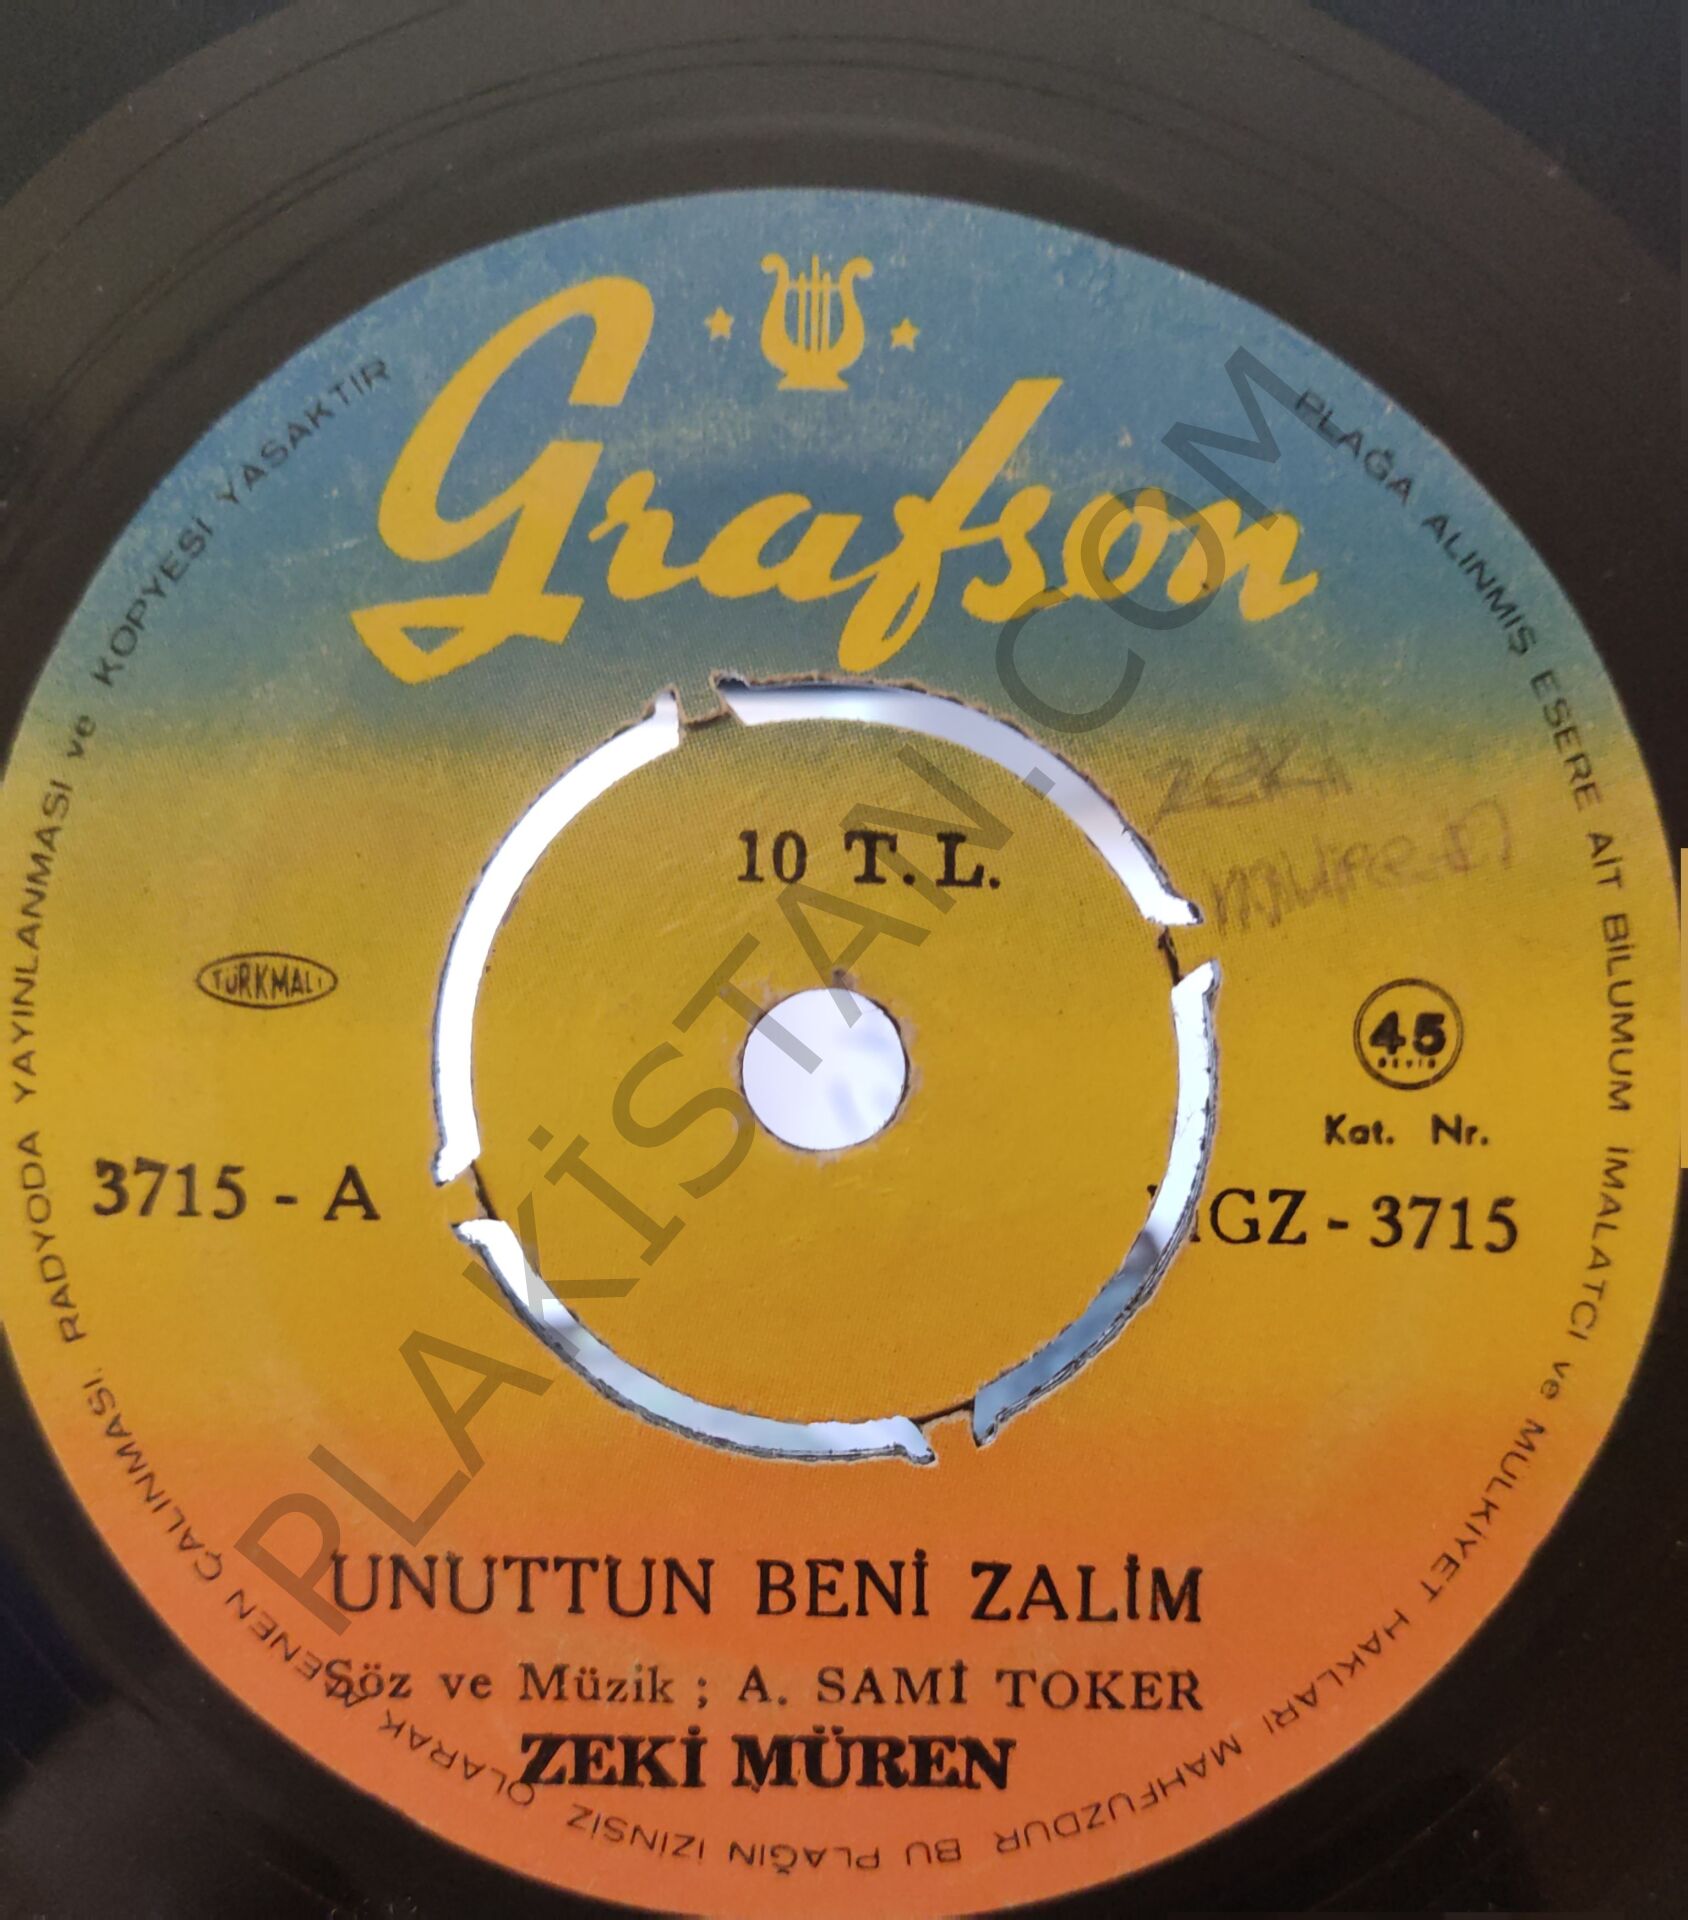 Grafson
PLAĞA ALINMIŞ ESERE AİT BİLUMUM İMALATCI ve MÜLKİYET HAKLARI MAHFUZDUR BU PLAĞIN İZİNSİZ OLARAK ALENEN ÇALINMASI, RADYODA YAYINLANMASI ve KOPYESİ YASAKTIR
zeki
müren
10 T.L.
TÜRKMALI
45
DEVİR
Kat. Nr.
3715 - A
GZ - 3715
UNUTTUN BENİ ZALİM
Söz ve Müzik ; A. SAMİ TOKER
ZEKİ MÜREN
PLAKİSTAN.COM